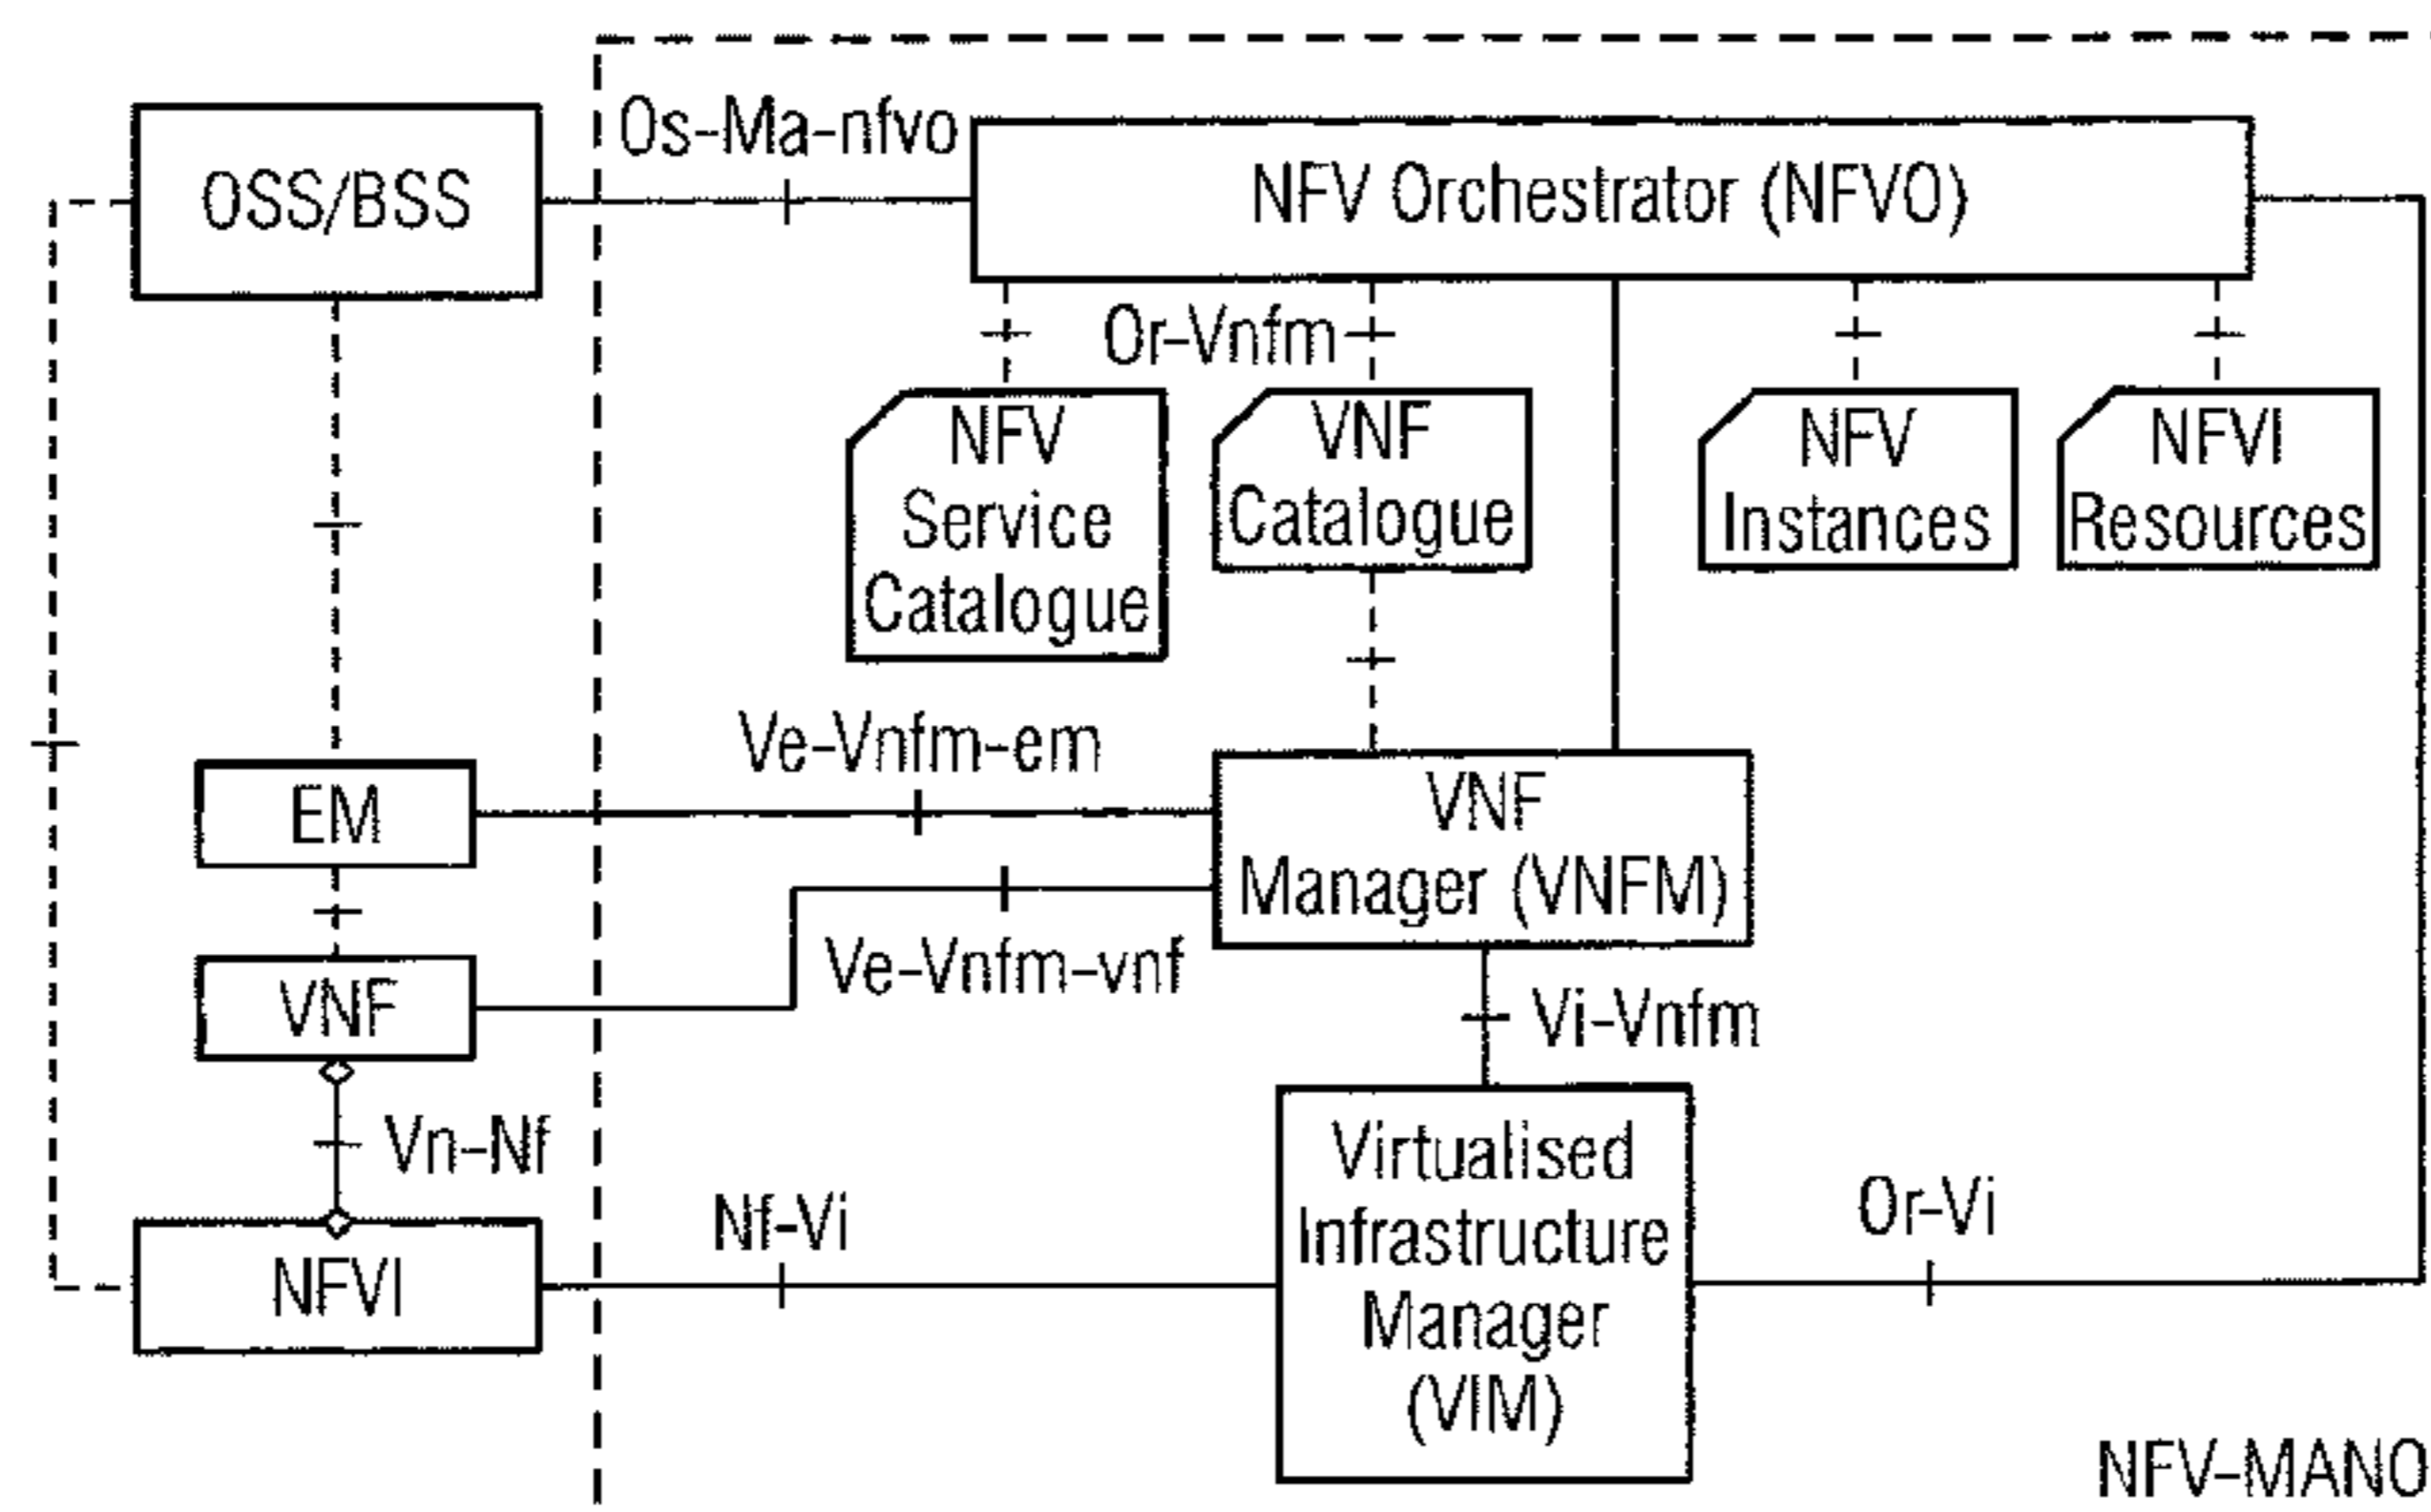 Os-Ma-nfvo
OSS/BSS
NFV Orchestrator (NFVO)
Or-Vnfm
NFV
Service
Catalogue
VNF
Catalogue
NFV
Instances
NFVI
Resources
Ve-Vnfm-em
EM
VNF
Manager (VNFM)
Ve-Vnfm-vnf
VNF
Vi-Vnfm
Vn-Nf
Nf-Vi
NFVI
Virtualised
Infrastructure
Manager
(VIM)
Or-Vi
NFV-MANO